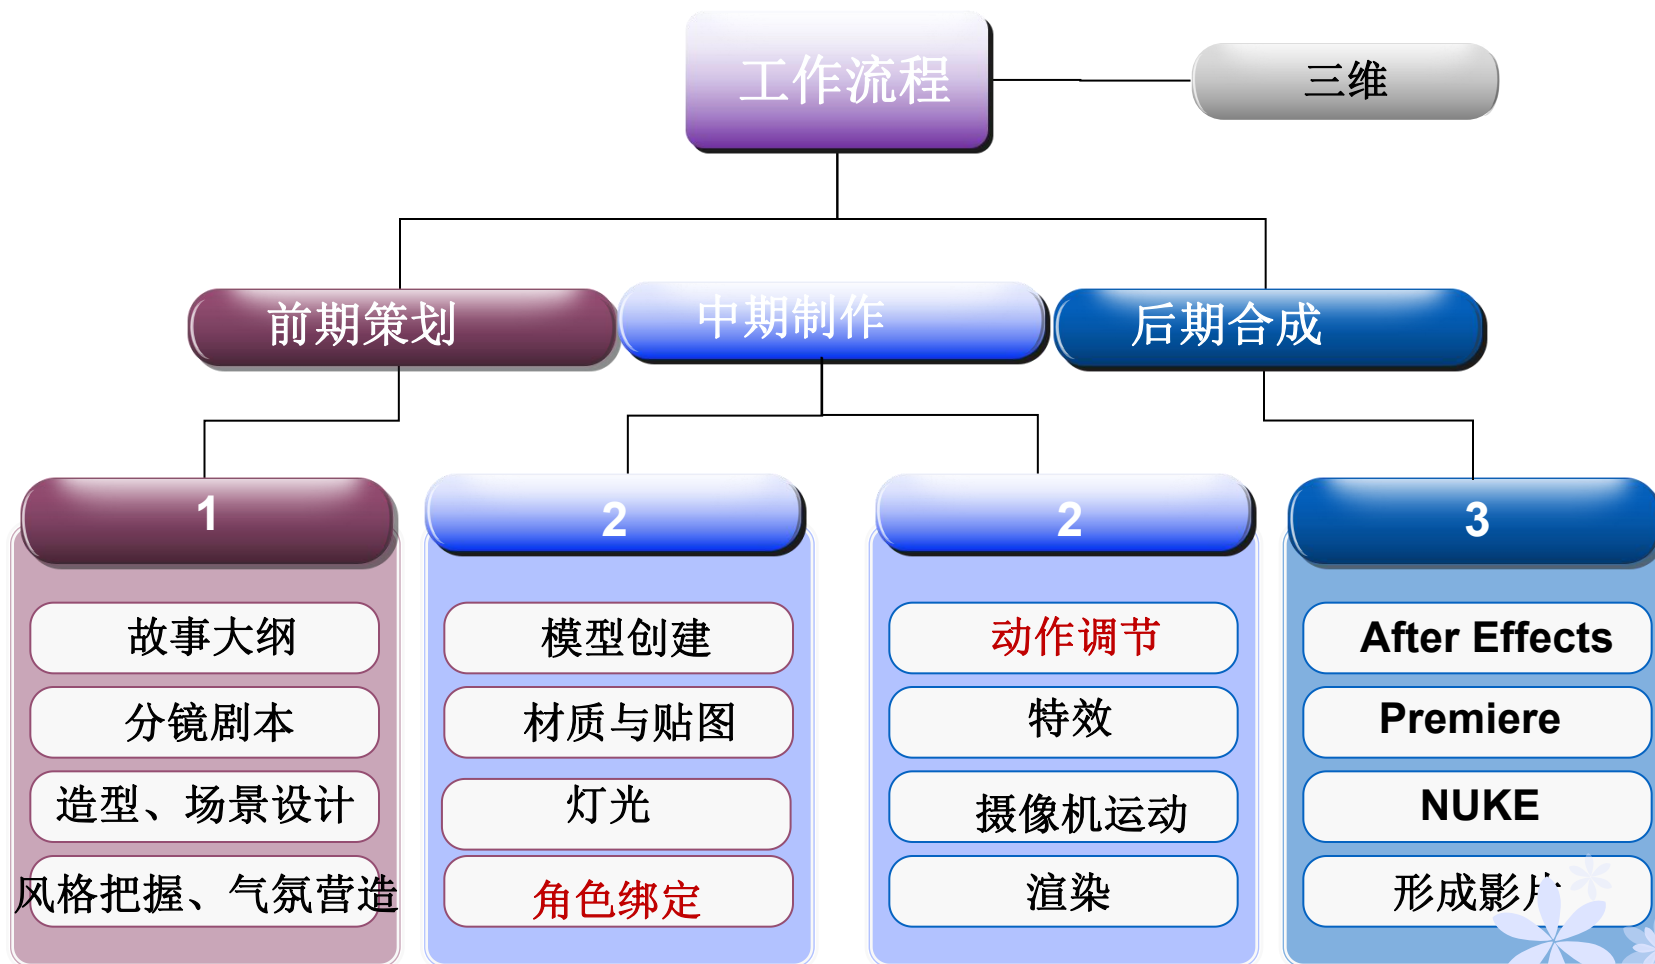 工作流程
三维
前期策划
中期制作
后期合成
1
故事大纲
分镜剧本
造型、场景设计
风格把握、气氛营造
2
模型创建
材质与贴图
灯光
角色绑定
2
动作调节
特效
摄像机运动
渲染
3
After Effects
Premiere
NUKE
形成影片